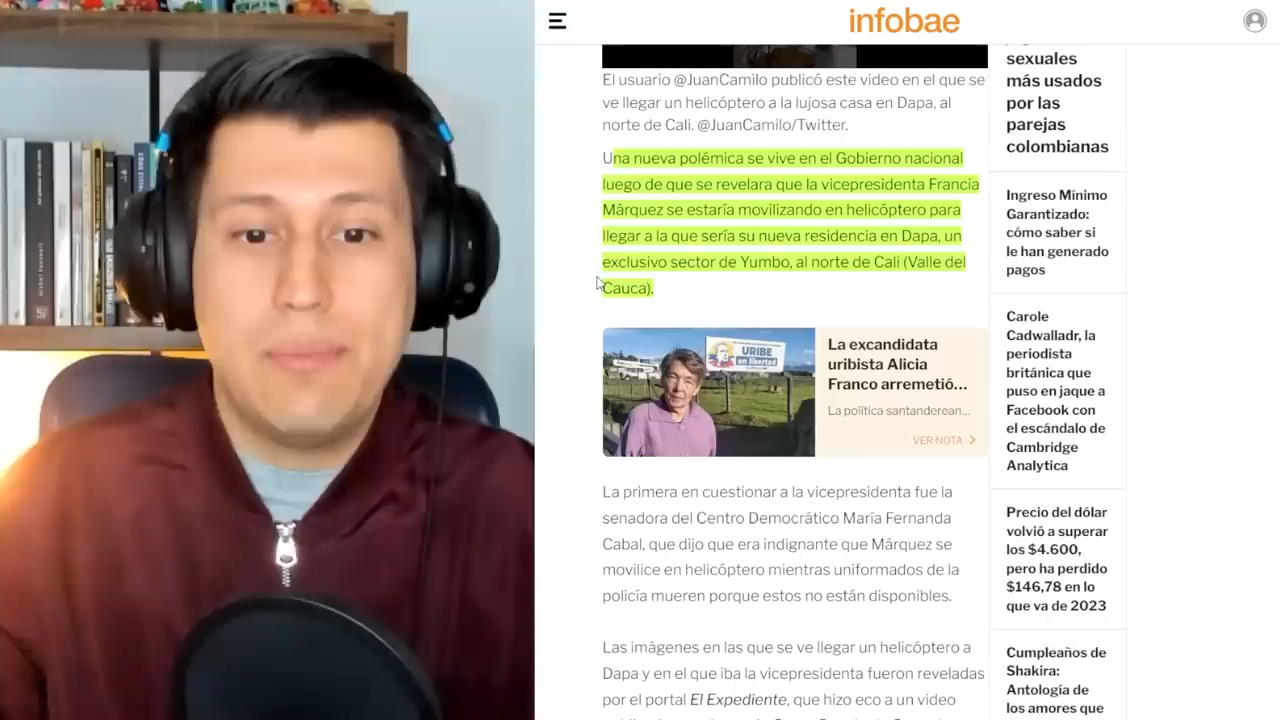 infobae
El usuario @JuanCamilo publicó este video en el que se
ve llegar un helicóptero a la lujosa casa en Dapa, al
norte de Cali. @JuanCamilo/Twitter.
Una nueva polémica se vive en el Gobierno nacional
luego de que se revelara que la vicepresidenta Francia
Márquez se estaría movilizando en helicóptero para
llegar a la que sería su nueva residencia en Dapa, un
exclusivo sector de Yumbo, al norte de Cali (Valle del
Cauca).
URIBE
en libertad
La excandidata
uribista Alicia
Franco arremetió...
La política santanderean...
VER NOTA
La primera en cuestionar a la vicepresidenta fue la
senadora del Centro Democrático María Fernanda
Cabal, que dijo que era indignante que Márquez se
movilice en helicóptero mientras uniformados de la
policía mueren porque estos no están disponibles.
Las imágenes en las que se ve llegar un helicóptero a
Dapa y en el que iba la vicepresidenta fueron reveladas
por el portal El Expediente, que hizo eco a un video
sexuales
más usados
por las
parejas
colombianas
Ingreso Mínimo
Garantizado:
cómo saber si
le han generado
pagos
Carole
Cadwalladr, la
periodista
británica que
puso en jaque a
Facebook con
el escándalo de
Cambridge
Analytica
Precio del dólar
volvió a superar
los $4.600,
pero ha perdido
$146,78 en lo
que va de 2023
Cumpleaños de
Shakira:
Antología de
los amores que